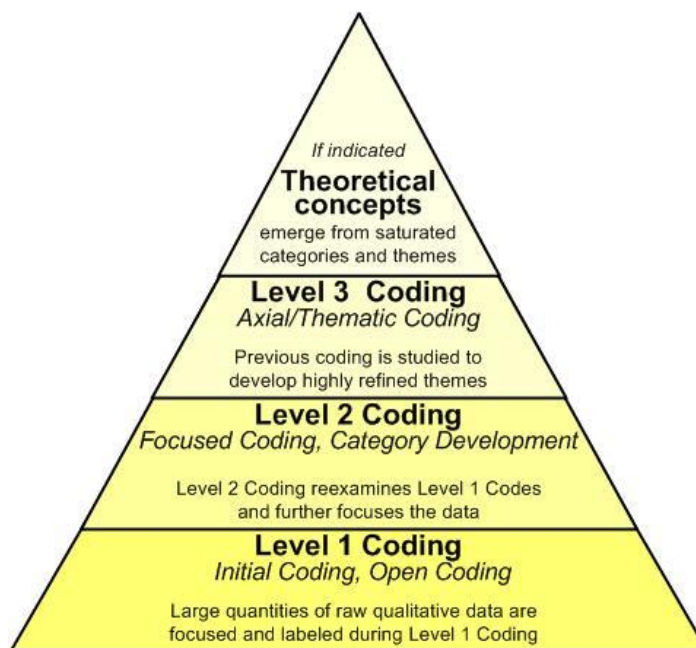 If indicated
Theoretical
concepts
emerge from saturated
categories and themes
Level 3 Coding
Axial/Thematic Coding
Previous coding is studied to
develop highly refined themes
Level 2 Coding
Focused Coding, Category Development
Level 2 Coding reexamines Level 1 Codes
and further focuses the data
Level 1 Coding
Initial Coding, Open Coding
Large quantities of raw qualitative data are
focused and labeled during Level 1 Coding